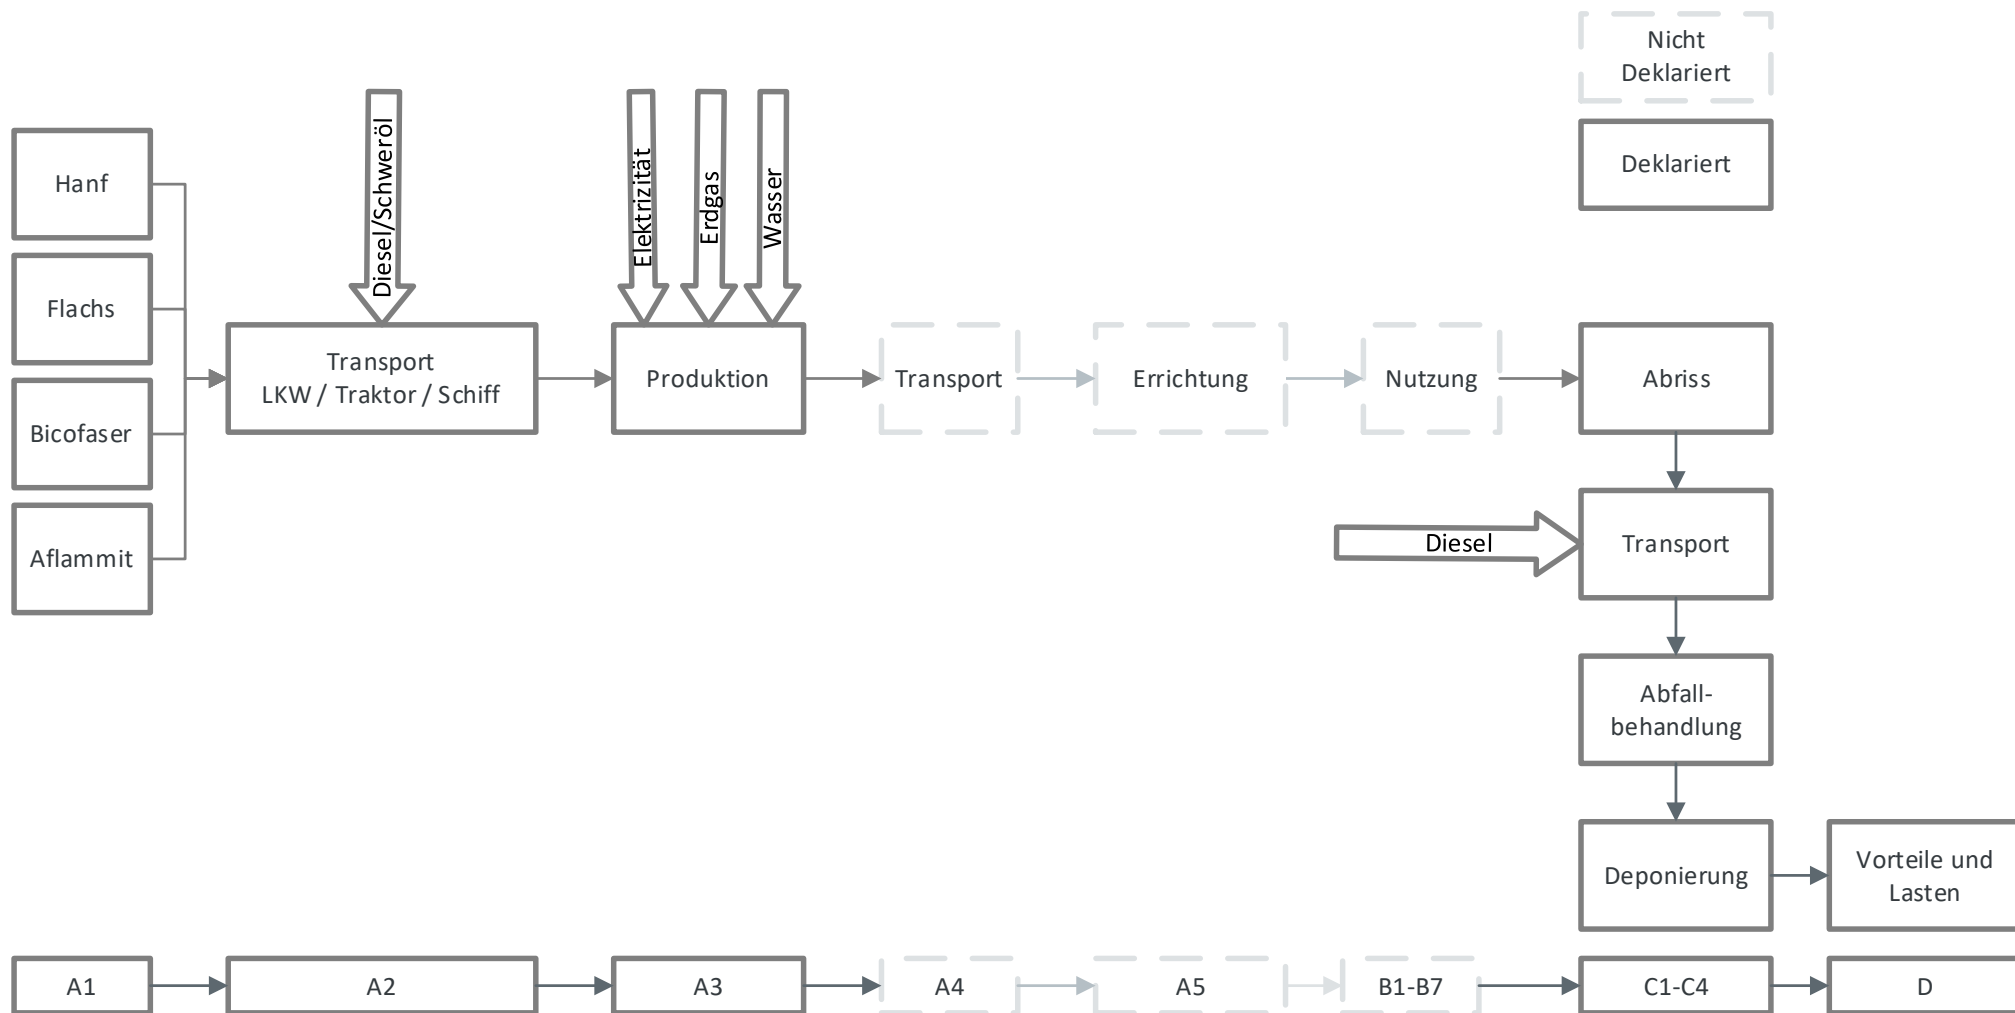 Nicht
Deklariert
Deklariert
Hanf
Flachs
Bicofaser
Aflammit
Diesel/Schweröl
Elektrizität
Erdgas
Wasser
Transport
LKW / Traktor / Schiff
Produktion
Transport
Errichtung
Nutzung
Abriss
Diesel
Transport
Abfall-
behandlung
Deponierung
Vorteile und
Lasten
A1
A2
A3
A4
A5
B1-B7
C1-C4
D